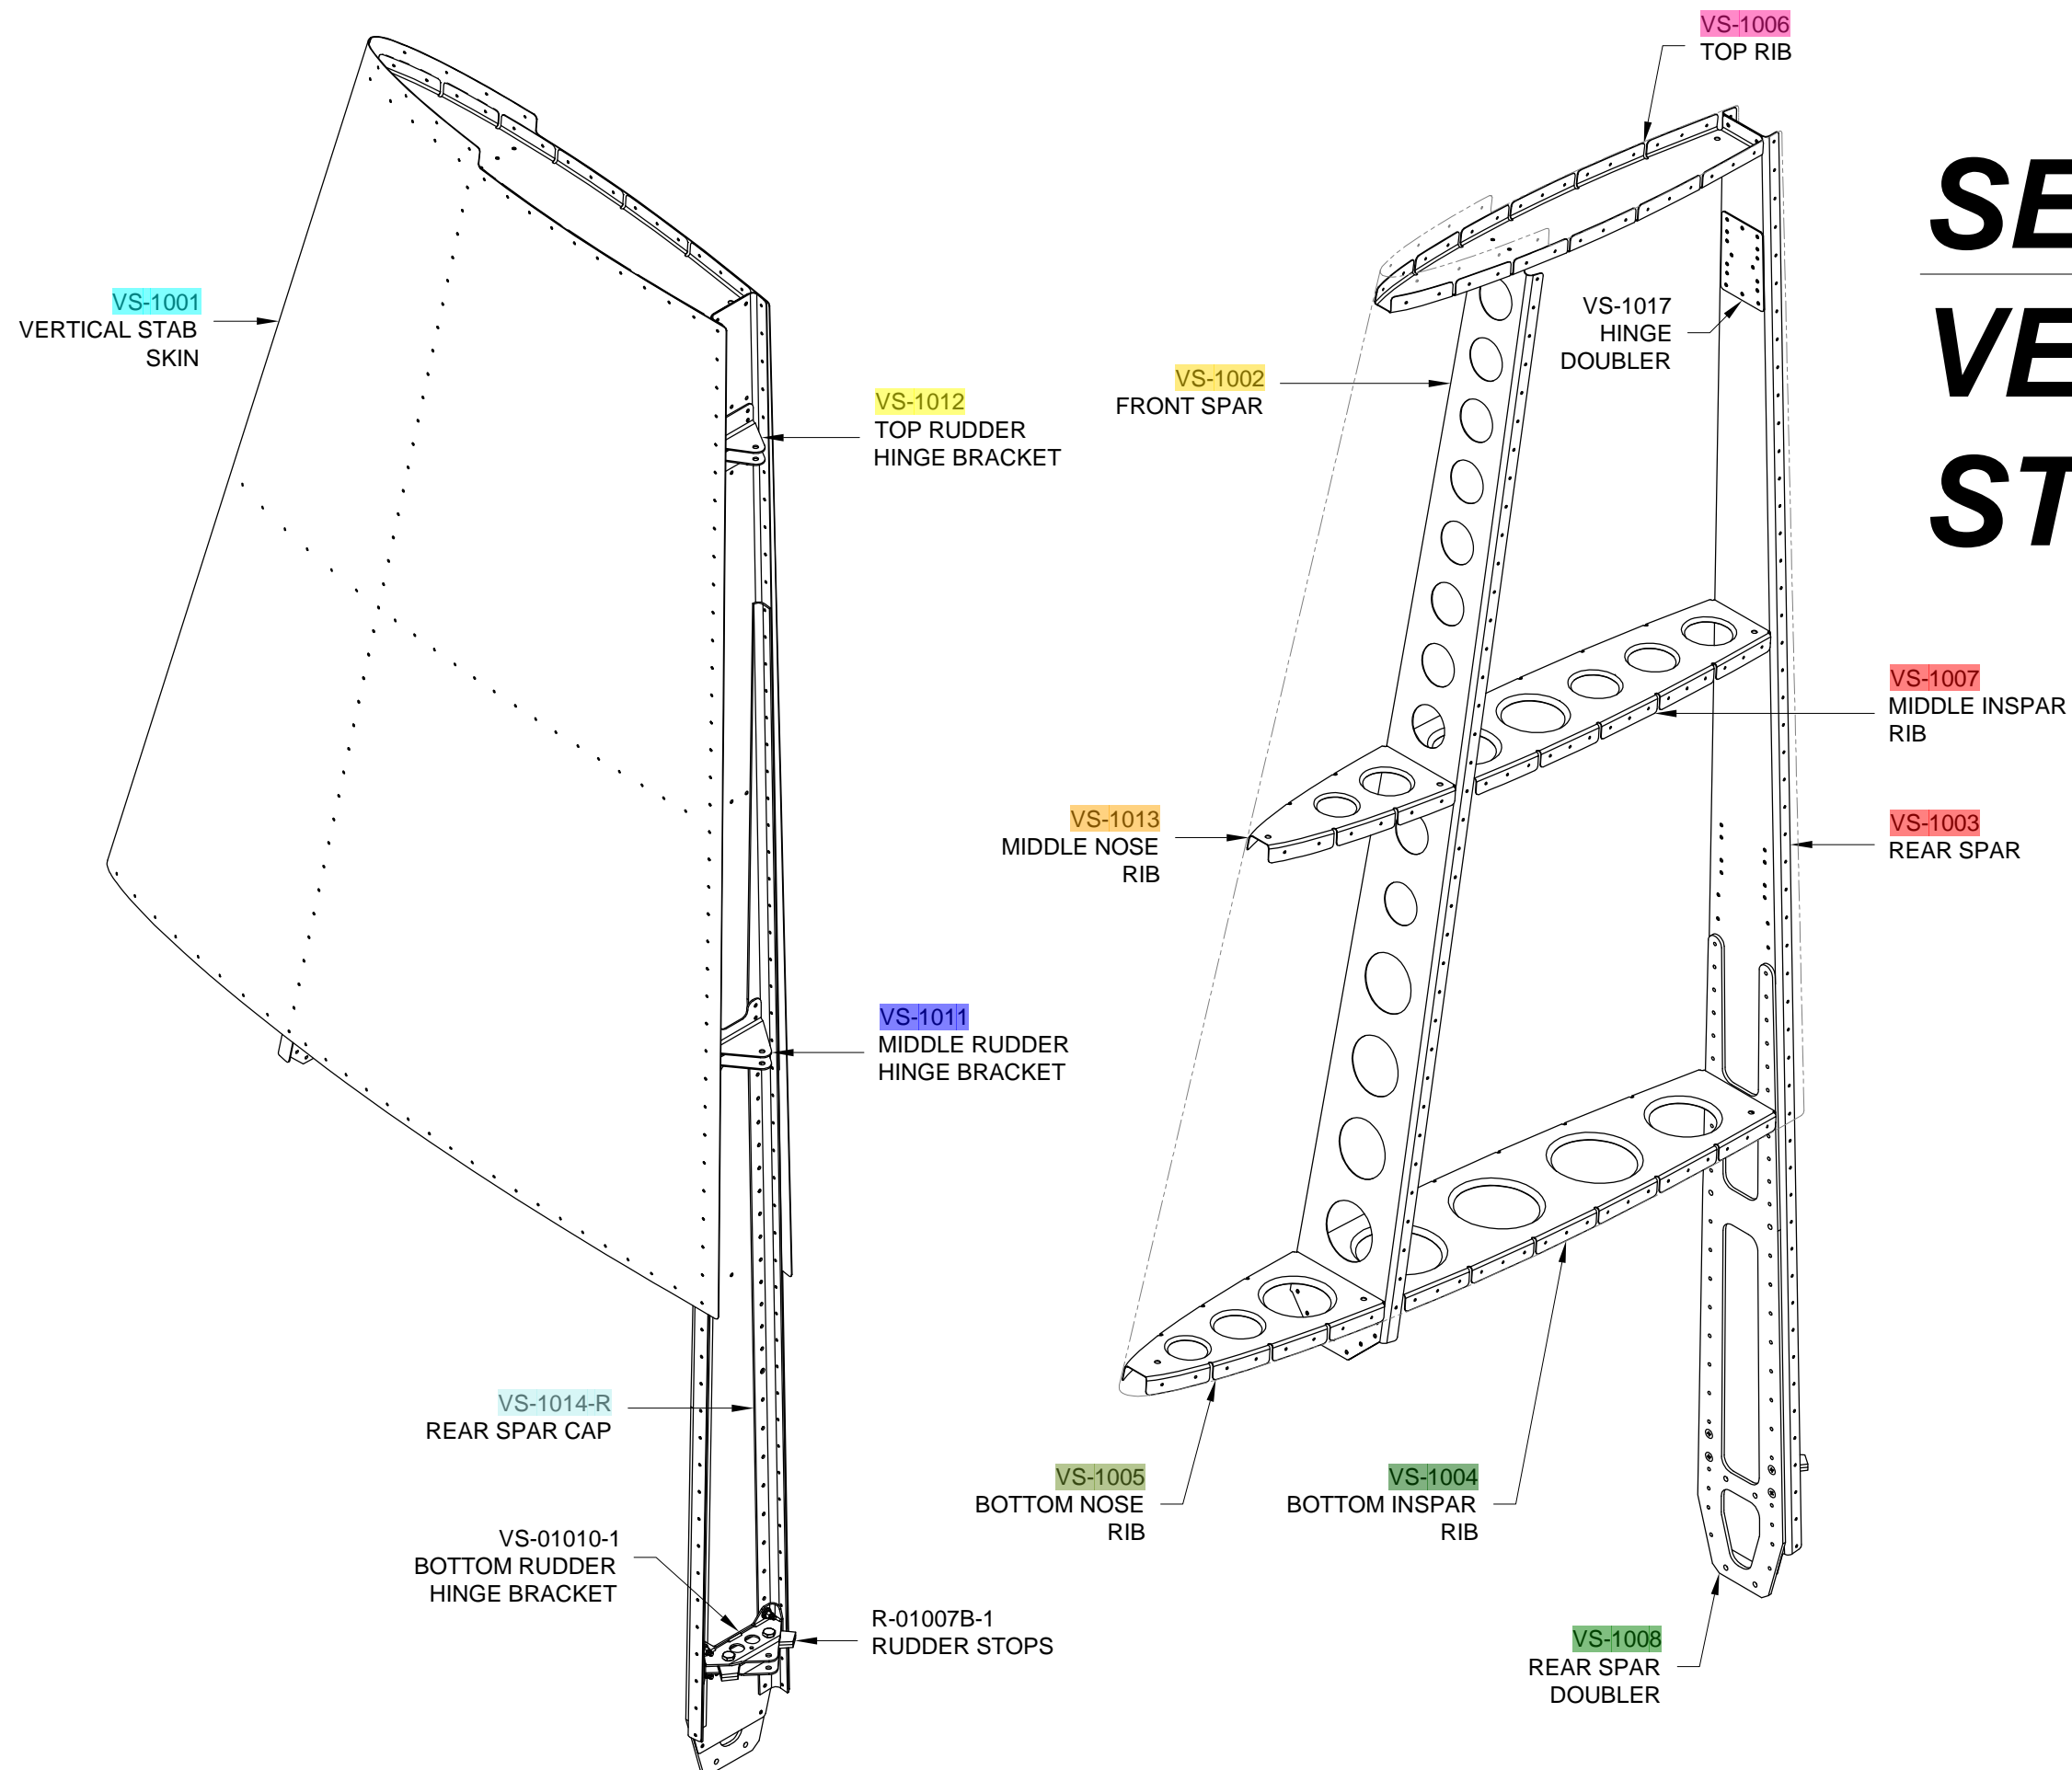 VS-1006
TOP RIB
SE
VE
ST
VS-1001
VERTICAL STAB
SKIN
VS-1017
HINGE
DOUBLER
VS-1002
FRONT SPAR
VS-1012
TOP RUDDER
HINGE BRACKET
VS-1007
MIDDLE INSPAR
RIB
VS-1013
MIDDLE NOSE
RIB
VS-1003
REAR SPAR
VS-1011
MIDDLE RUDDER
HINGE BRACKET
VS-1014-R
REAR SPAR CAP
VS-1005
BOTTOM NOSE
RIB
VS-1004
BOTTOM INSPAR
RIB
VS-01010-1
BOTTOM RUDDER
HINGE BRACKET
R-01007B-1
RUDDER STOPS
VS-1008
REAR SPAR
DOUBLER